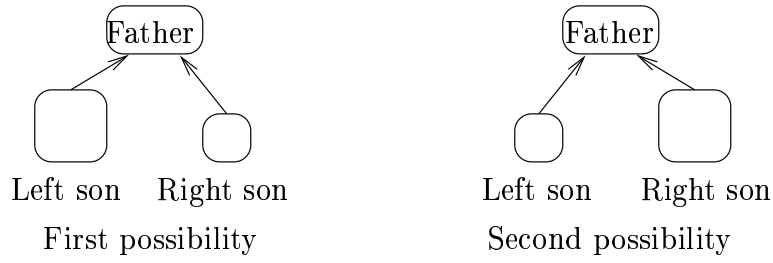 Father
Left son Right son
First possibility
Father
Left son Right son
Second possibility